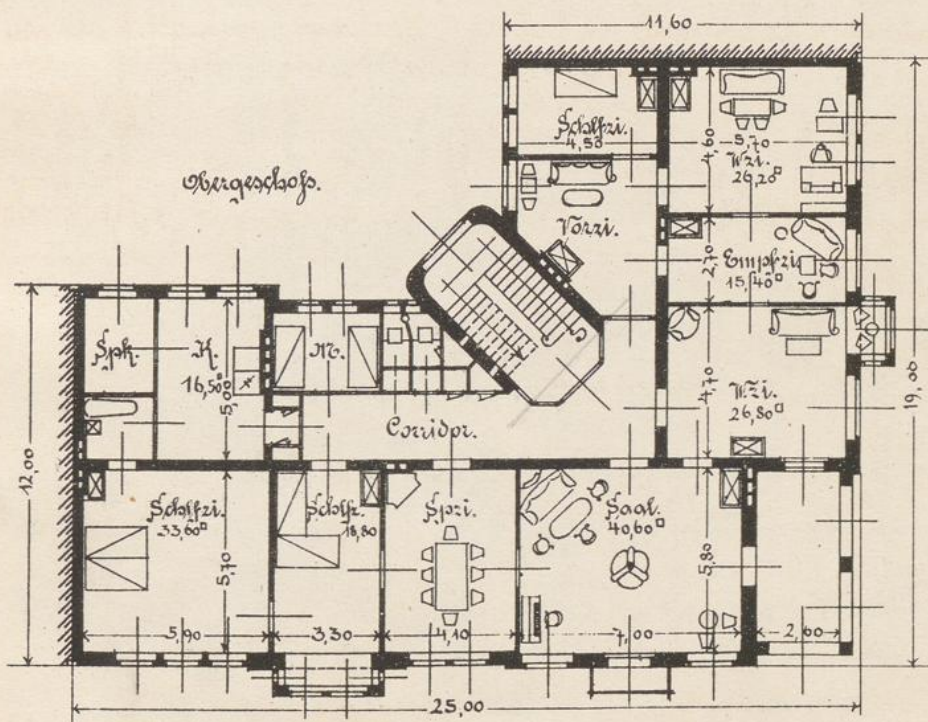 11,60
Obergeschoß.
Schlfzi.
4,50
4,60
5,70
Wzi.
26,20□
Vorzi.
2,70
Empfzi.
15,40□
4,70
Wzi.
26,80□
19,00
12,00
Spk.
K.
16,50□
5,00
M.
Corridor.
Schlfzi.
33,60□
5,70
5,90
Schlfz.
18,80
3,30
Spzi.
4,10
Saal.
40,60□
5,80
7,00
2,60
25,00